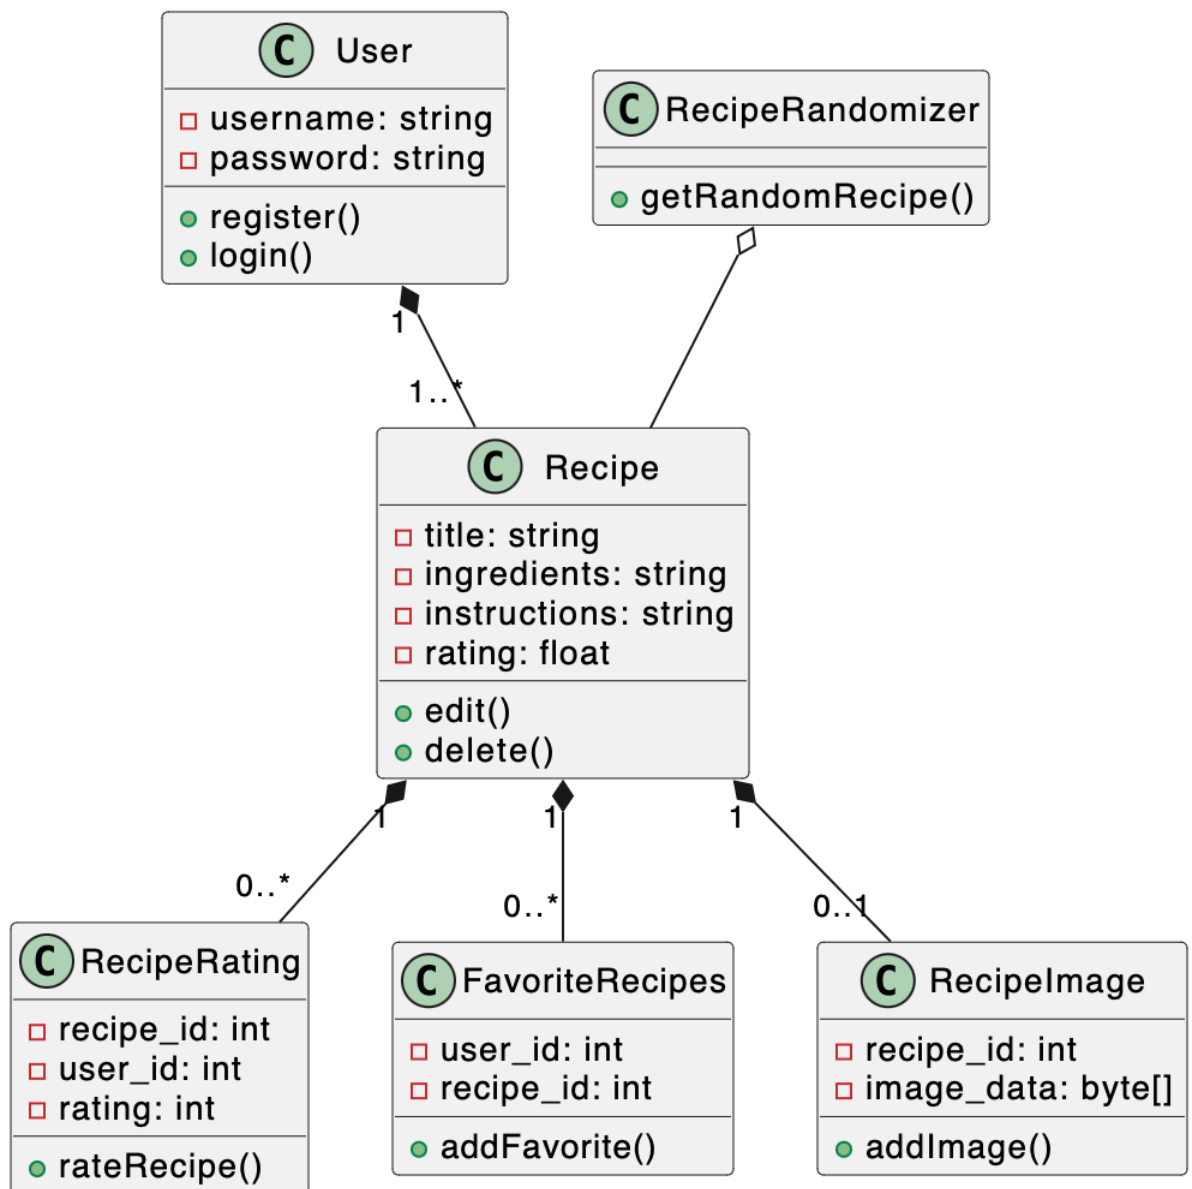 C User
username: string
password: string
register()
login()
C RecipeRandomizer
getRandomRecipe()
1
1..*
C Recipe
title: string
ingredients: string
instructions: string
rating: float
edit()
delete()
1
1
1
0..*
0..*
0..1
C RecipeRating
recipe_id: int
user_id: int
rating: int
rateRecipe()
C FavoriteRecipes
user_id: int
recipe_id: int
addFavorite()
C RecipeImage
recipe_id: int
image_data: byte[]
addImage()